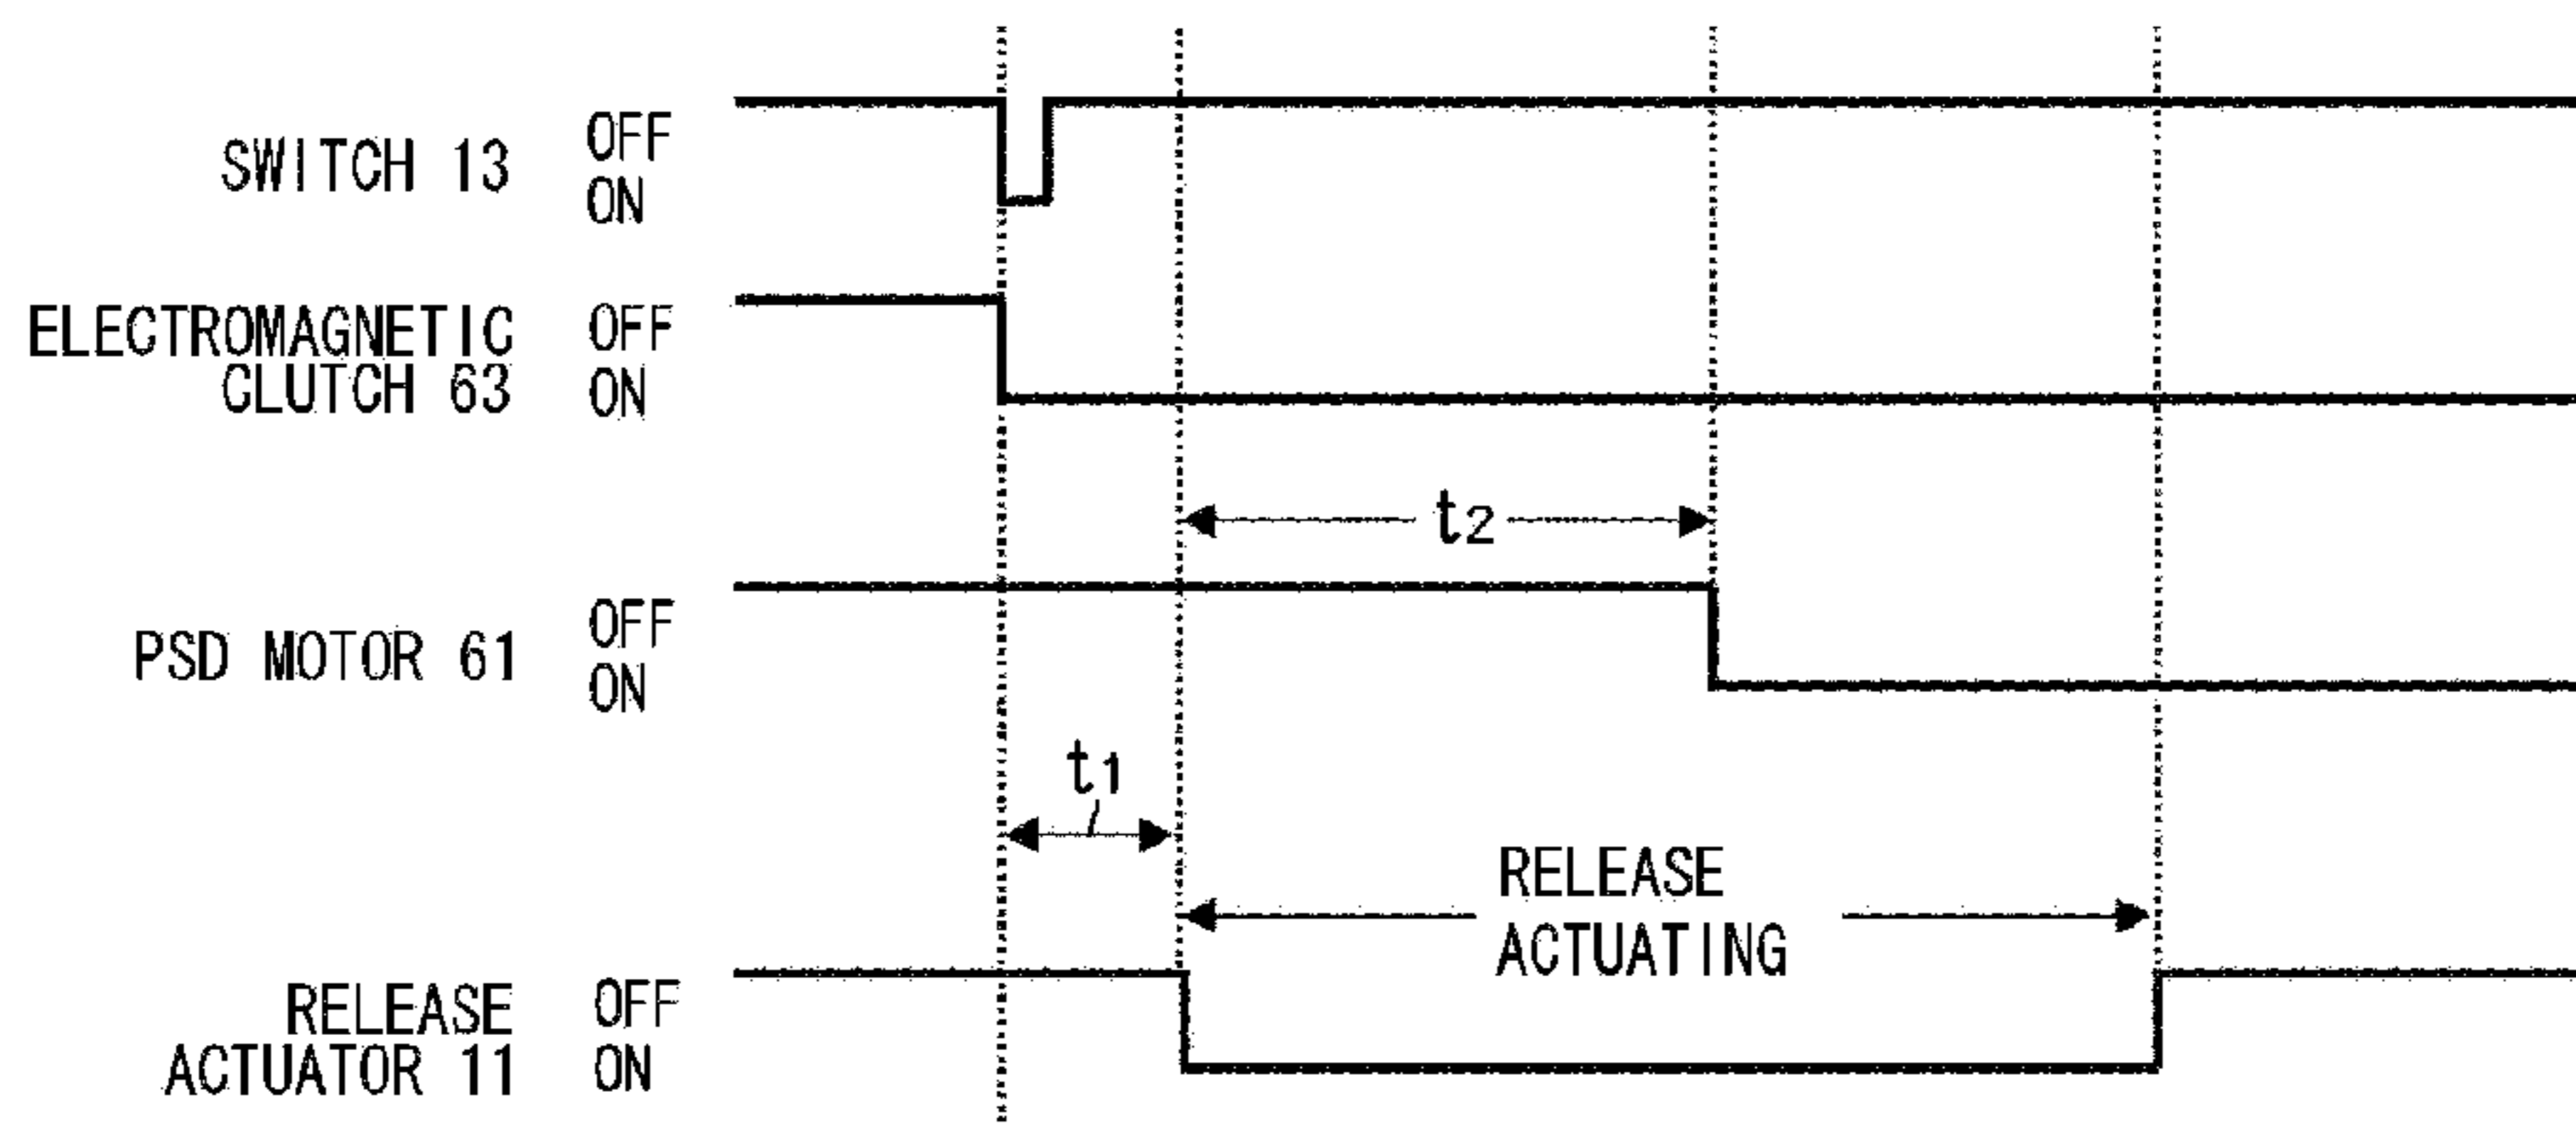 SWITCH 13
OFF
ON
ELECTROMAGNETIC
CLUTCH 63
OFF
ON
t2
PSD MOTOR 61
OFF
ON
t1
RELEASE
ACTUATING
RELEASE
ACTUATOR 11
OFF
ON